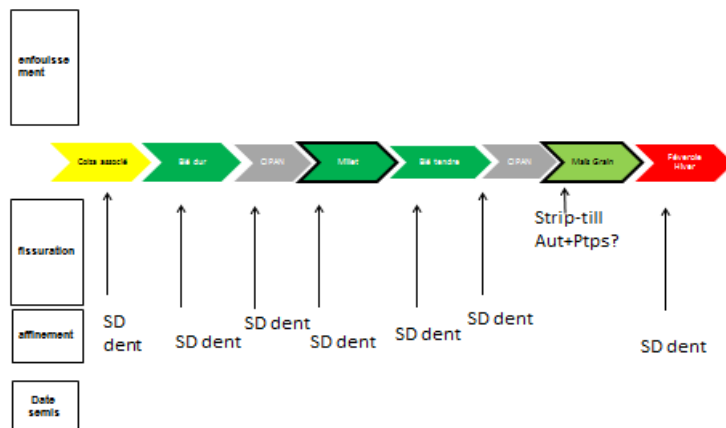 enfouisse
ment
Colza associé
Blé dur
CIPAN
Millet
Blé tendre
CIPAN
Maïs Grain
Féverole
Hiver
fissuration
Strip-till
Aut+Ptps?
affinement
SD
dent
SD dent
SD dent
SD dent
SD dent
SD dent
SD dent
Date
semis